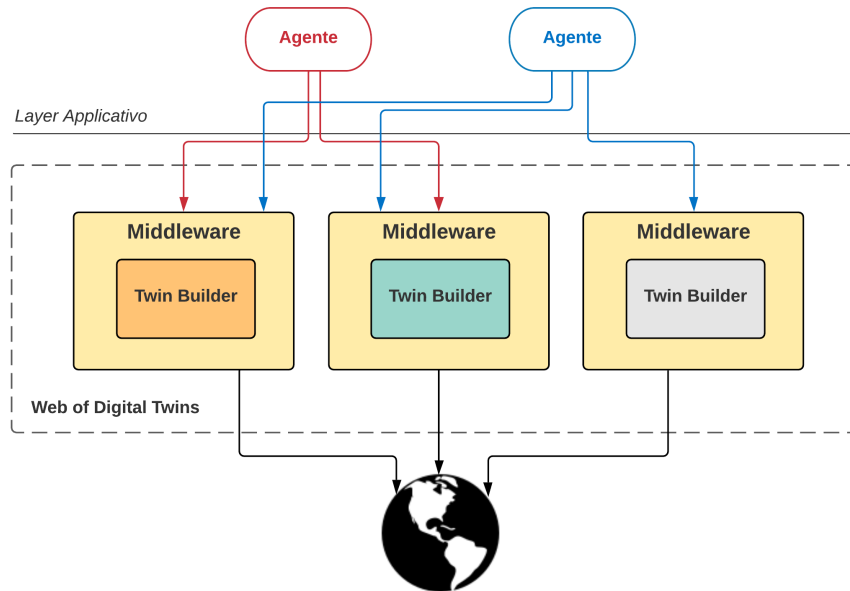 Agente
Agente
Layer Applicativo
Middleware
Middleware
Middleware
Twin Builder
Twin Builder
Twin Builder
Web of Digital Twins